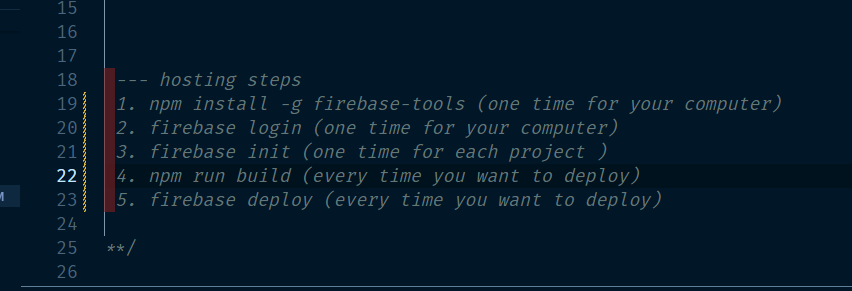 15
16
17
18 --- hosting steps
19 1. npm install -g firebase-tools (one time for your computer)
20 2. firebase login (one time for your computer)
21 3. firebase init (one time for each project )
22 4. npm run build (every time you want to deploy)
M
23 5. firebase deploy (every time you want to deploy)
24
25 **/
26